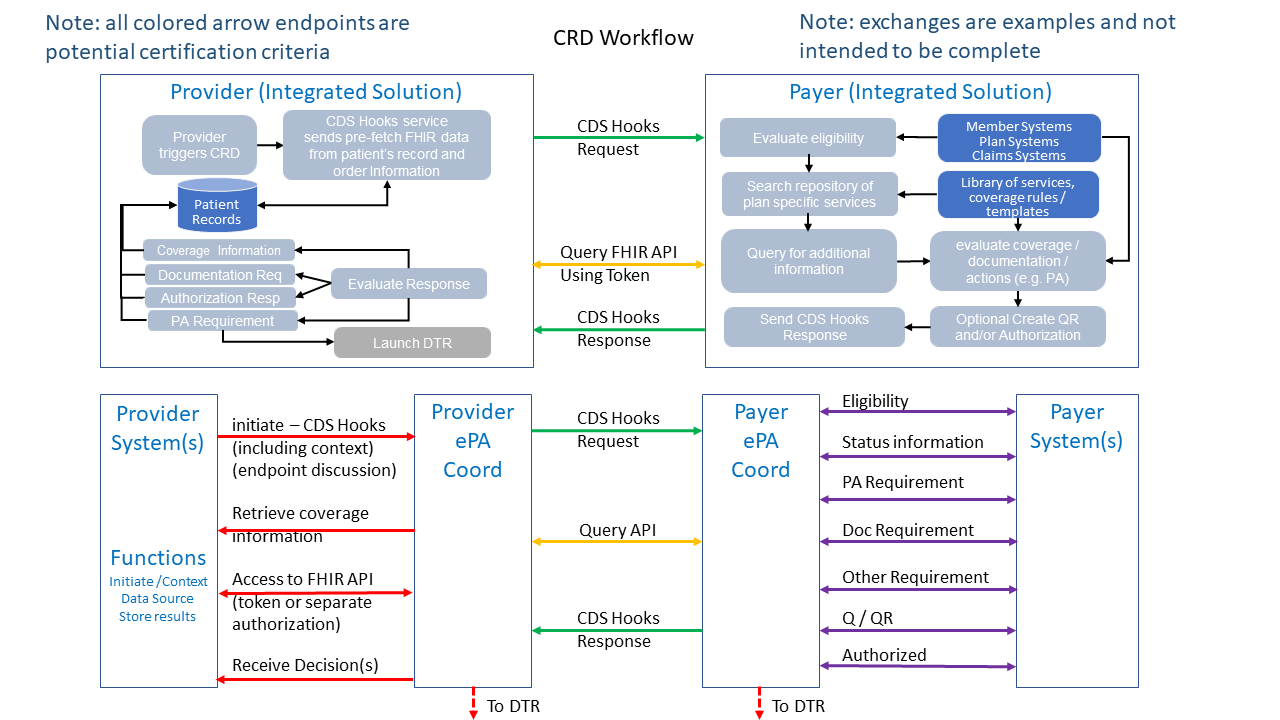 Note: all colored arrow endpoints are
potential certification criteria
CRD Workflow
Note: exchanges are examples and not
intended to be complete
Provider (Integrated Solution)
Provider
triggers CRD
CDS Hooks service
sends pre-fetch FHIR data
from patient's record and
order Information
Patient
Records
Coverage Information
Documentation Req
Authorization Resp
PA Requirement
Evaluate Response
Launch DTR
CDS Hooks
Request
Query FHIR API
Using Token
CDS Hooks
Response
Payer (Integrated Solution)
Evaluate eligibility
Member Systems
Plan Systems
Claims Systems
Search repository of
plan specific services
Library of services,
coverage rules /
templates
Query for additional
information
evaluate coverage /
documentation /
actions (e.g. PA)
Send CDS Hooks
Response
Optional Create QR
and/or Authorization
Provider
System(s)
Functions
Initiate /Context
Data Source
Store results
initiate – CDS Hooks
(including context)
(endpoint discussion)
Retrieve coverage
information
Access to FHIR API
(token or separate
authorization)
Receive Decision(s)
Provider
ePA
Coord
CDS Hooks
Request
Query API
CDS Hooks
Response
Payer
ePA
Coord
Eligibility
Status information
PA Requirement
Doc Requirement
Other Requirement
Q / QR
Authorized
Payer
System(s)
To DTR
To DTR